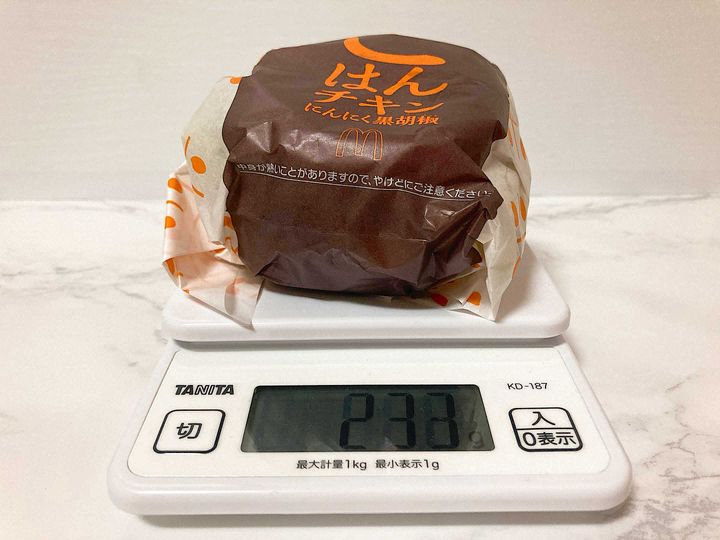 はん
チキン
にんにく黒胡椒
中身が熱いことがありますので、やけどにご注意ください。
TANITA
KD-187
切
233g
入
0表示
最大計量1kg 最小表示1g